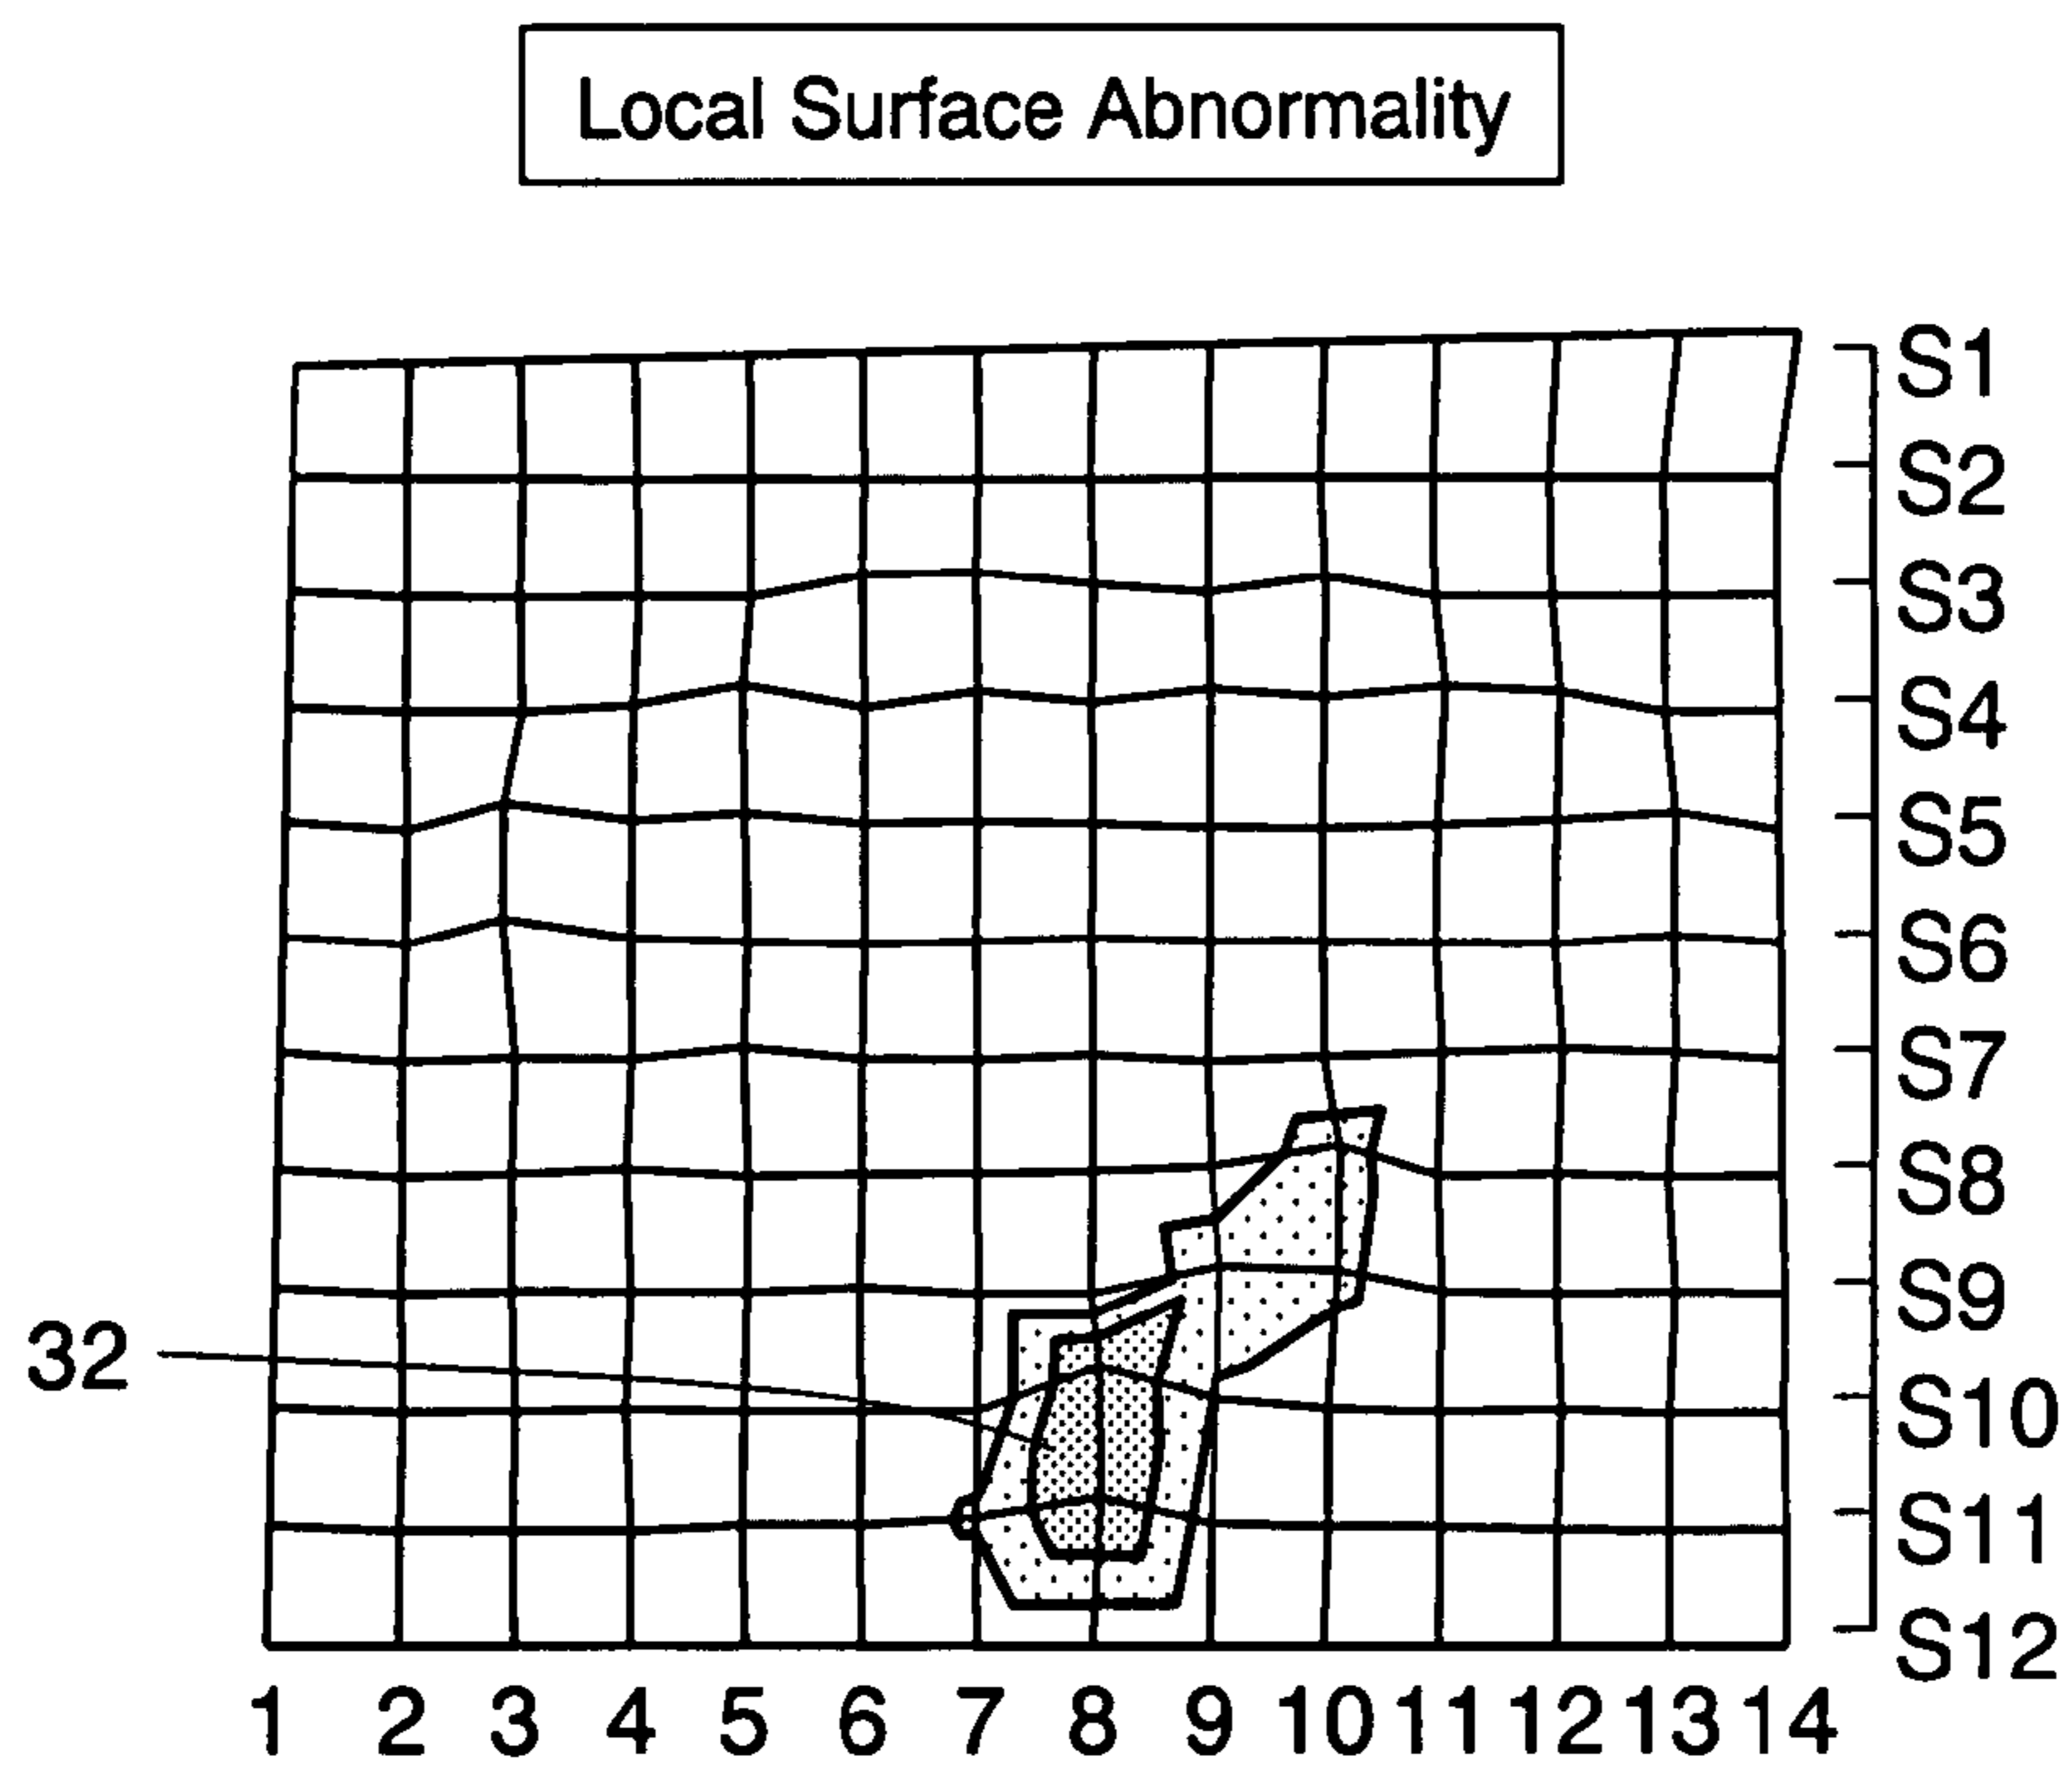 Local Surface Abnormality
S1
S2
S3
S4
S5
S6
S7
S8
S9
32
S10
S11
S12
1 2 3 4 5 6 7 8 9 10 11 12 13 14